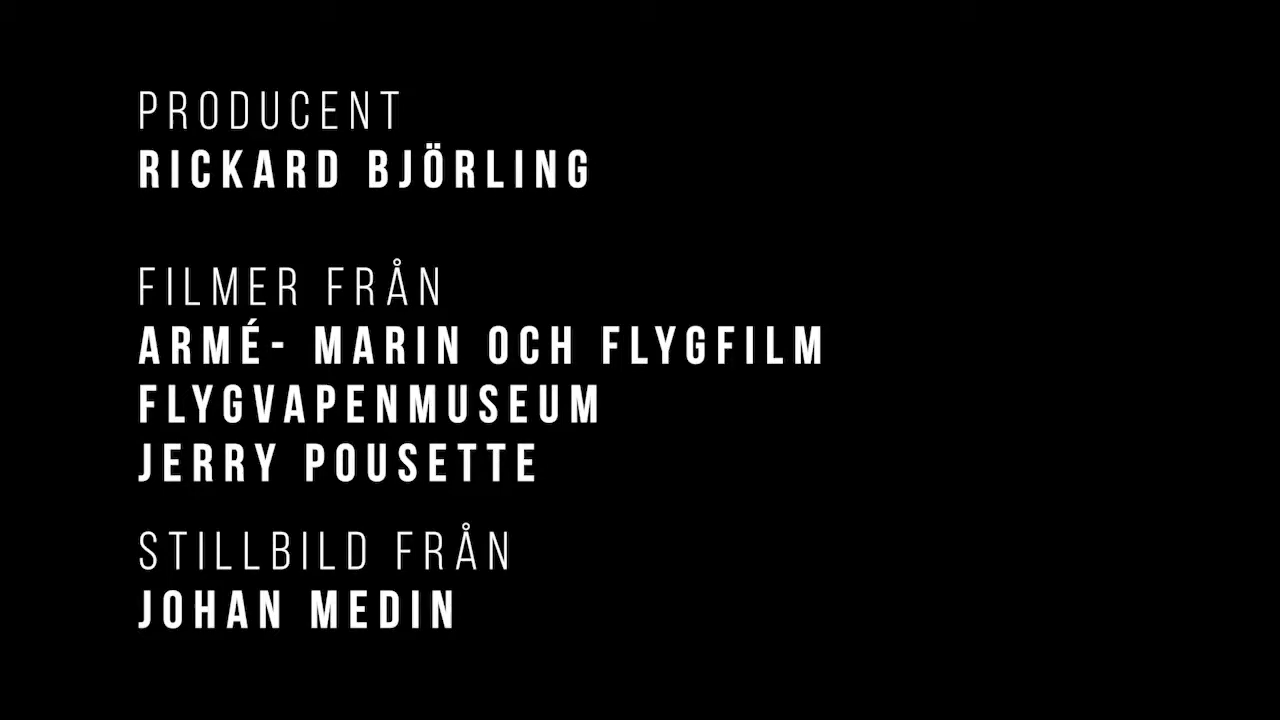 PRODUCENT
RICKARD BJÖRLING
FILMER FRÅN
ARMÉ- MARIN OCH FLYGFILM
FLYGVAPENMUSEUM
JERRY POUSETTE
STILLBILD FRÅN
JOHAN MEDIN